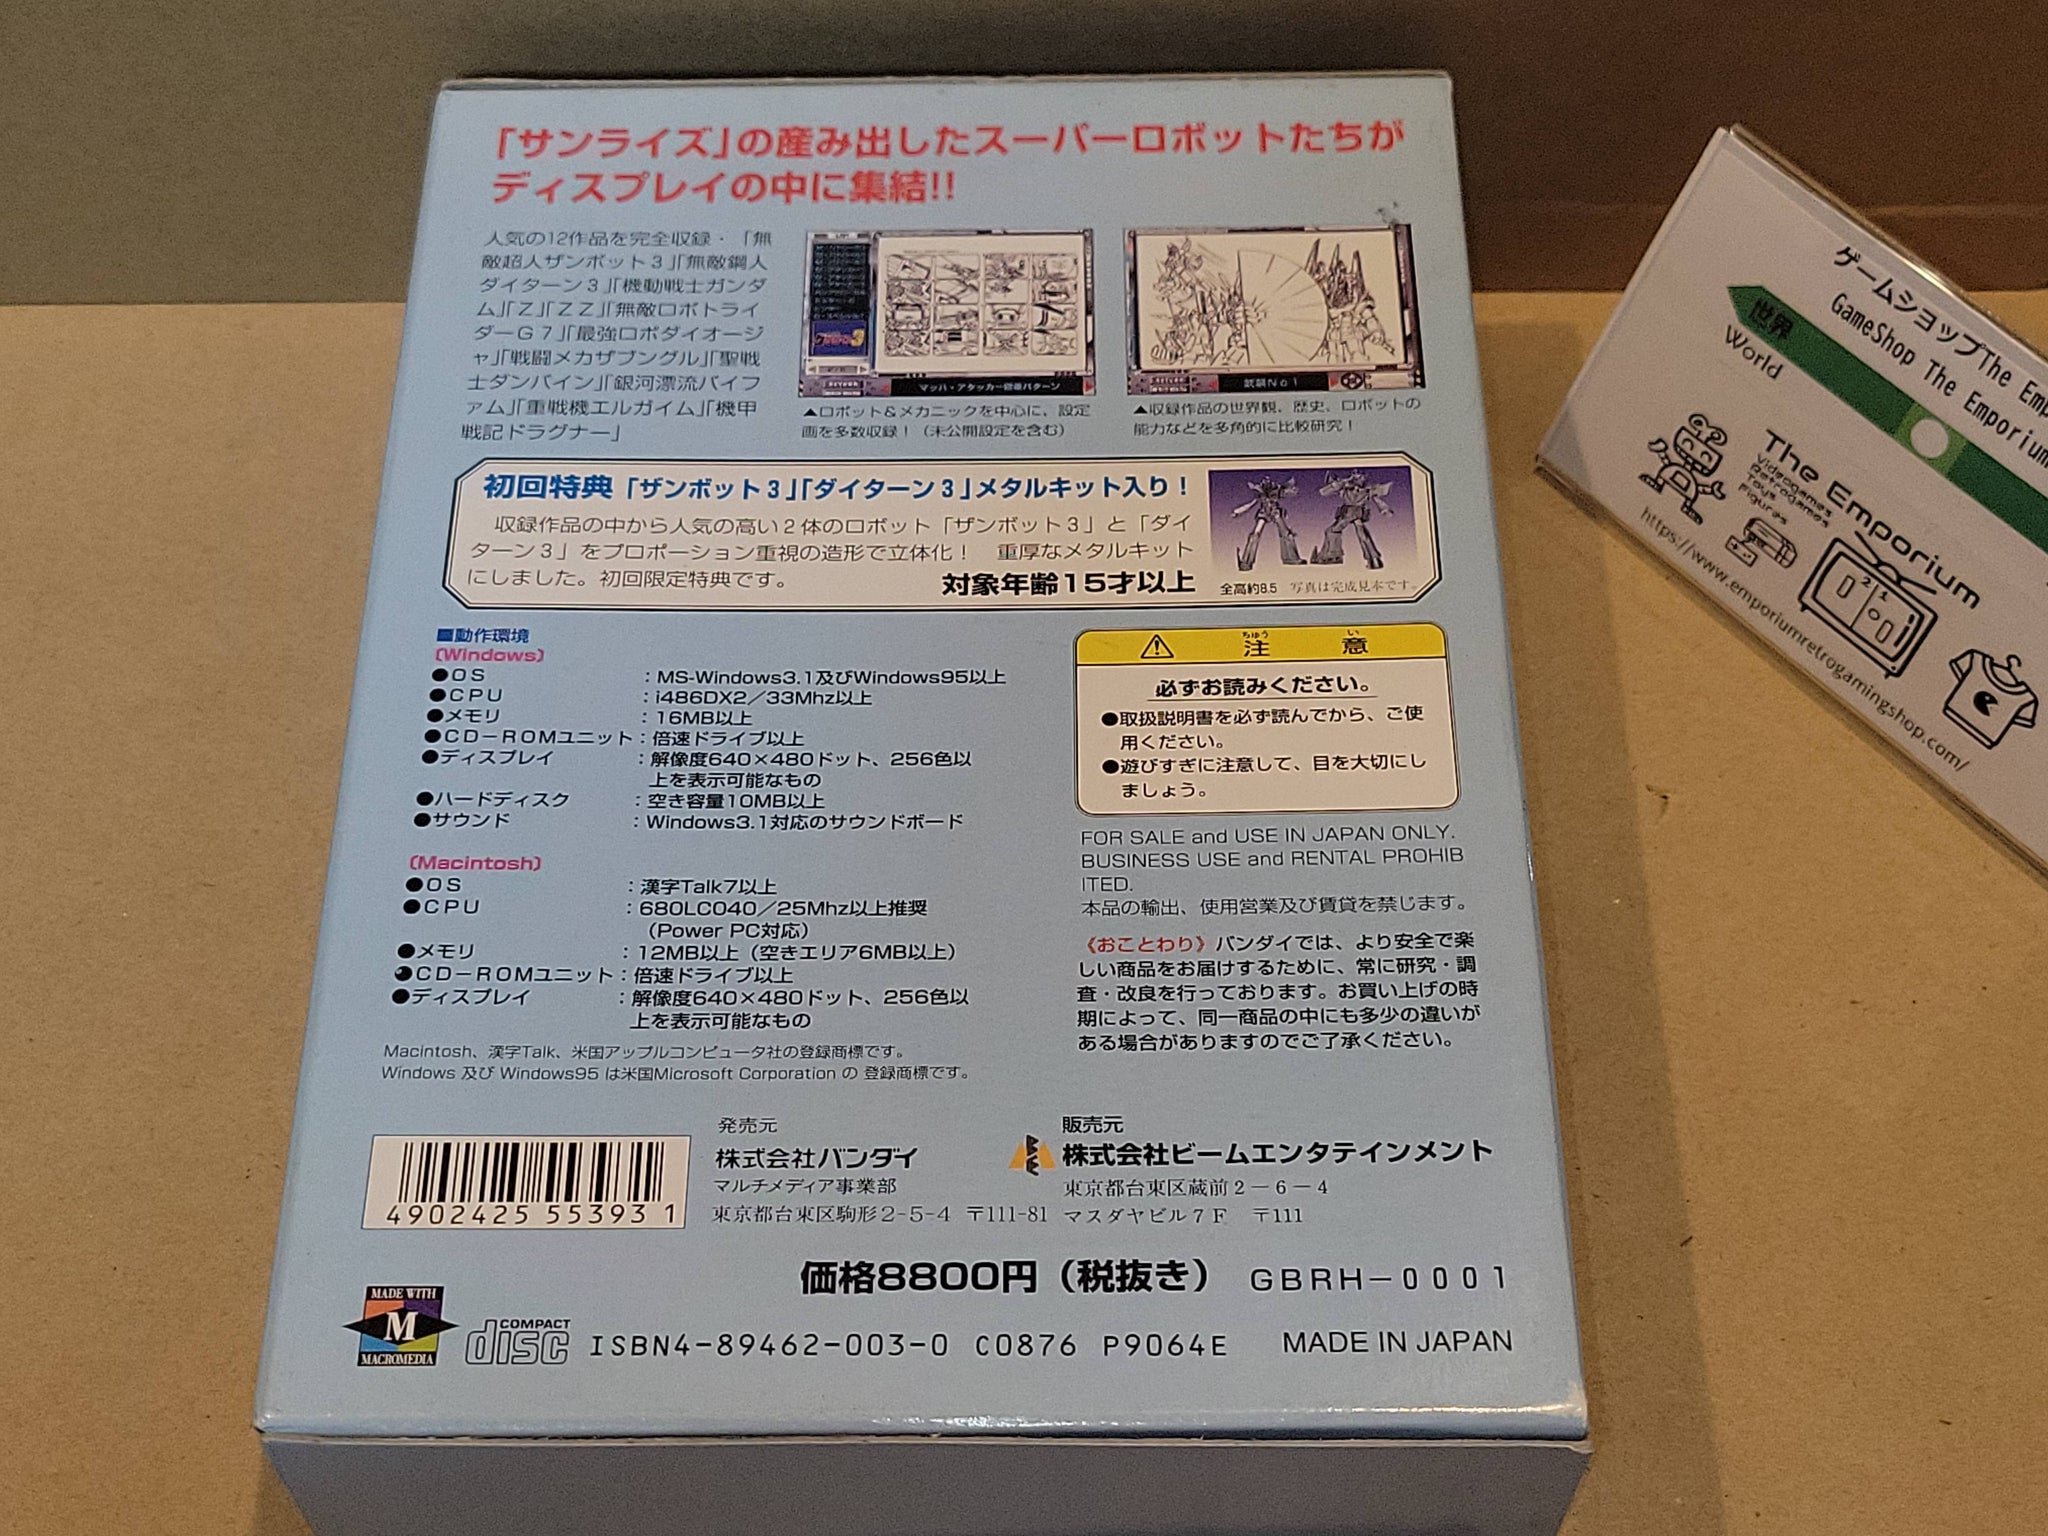 「サンライズ」の産み出したスーパーロボットたちが
ディスプレイの中に集結!!
人気の12作品を完全収録・「無
敵超人ザンボット3」「無敵鋼人
ダイターン3」「機動戦士ガンダ
ム」「Z」「ZZ」「無敵ロボトライ
ダーG7」「最強ロボダイオージ
ャ」「戦闘メカザブングル」「聖戦
士ダンバイン」「銀河漂流バイフ
ァム」「重戦機エルガイム」「機甲
戦記ドラグナー」
マッハ・アタッカー変形パターン
▲ロボット&メカニックを中心に、設定
画を多数収録!(未公開設定を含む)
武器No1
▲収録作品の世界観、歴史、ロボットの
能力などを多角的に比較研究!
初回特典「ザンボット3」「ダイターン3」メタルキット入り!
収録作品の中から人気の高い2体のロボット「ザンボット3」と「ダイ
ターン3」をプロポーション重視の造形で立体化! 重厚なメタルキット
にしました。初回限定特典です。
対象年齢15才以上
全高約8.5 写真は完成見本です。
■動作環境
(Windows)
●OS :MS-Windows3.1及びWindows95以上
●CPU :i486DX2/33Mhz以上
●メモリ :16MB以上
●CD-ROMユニット:倍速ドライブ以上
●ディスプレイ :解像度640×480ドット、256色以
上を表示可能なもの
●ハードディスク :空き容量10MB以上
●サウンド :Windows3.1対応のサウンドボード
(Macintosh)
●OS :漢字Talk7以上
●CPU :680LC040/25Mhz以上推奨
(Power PC対応)
●メモリ :12MB以上(空きエリア6MB以上)
●CD-ROMユニット:倍速ドライブ以上
●ディスプレイ :解像度640×480ドット、256色以
上を表示可能なもの
Macintosh、漢字Talk、米国アップルコンピュータ社の登録商標です。
Windows 及び Windows95 は米国Microsoft Corporation の 登録商標です。
ちゅう い
注 意
必ずお読みください。
●取扱説明書を必ず読んでから、ご使
用ください。
●遊びすぎに注意して、目を大切にし
ましょう。
FOR SALE and USE IN JAPAN ONLY.
BUSINESS USE and RENTAL PROHIB
ITED.
本品の輸出、使用営業及び賃貸を禁じます。
《おことわり》バンダイでは、より安全で楽
しい商品をお届けするために、常に研究・調
査・改良を行っております。お買い上げの時
期によって、同一商品の中にも多少の違いが
ある場合がありますのでご了承ください。
発売元
株式会社バンダイ
マルチメディア事業部
東京都台東区駒形2-5-4 〒111-81
販売元
株式会社ビームエンタテインメント
東京都台東区蔵前2-6-4
マスダヤビル7F 〒111
4902425 553931
価格8800円(税抜き) GBRH-0001
MADE WITH
M
MACROMEDIA
COMPACT
disc
ISBN4-89462-003-0 C0876 P9064E MADE IN JAPAN
ゲームショップThe Emp
GameShop The Emporium
世界
World
The Emporium
Videogames
Retrogames
Toys
Figures
https://www.emporiumretrogamingshop.com/